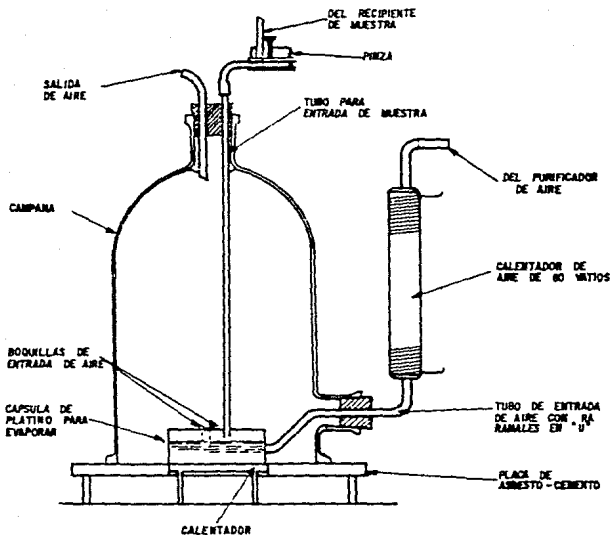 DEL RECIPIENTE
DE MUESTRA
PINZA
SALIDA
DE AIRE
TUBO PARA
ENTRADA DE MUESTRA
DEL PURIFICADOR
DE AIRE
CAMPANA
CALENTADOR DE
AIRE DE 80 VATIOS
BOQUILLAS DE
ENTRADA DE AIRE
CAPSULA DE
PLATINO PARA
EVAPORAR
TUBO DE ENTRADA
DE AIRE CON RA
RAMALES EN "U"
PLACA DE
ASBESTO-CEMENTO
CALENTADOR